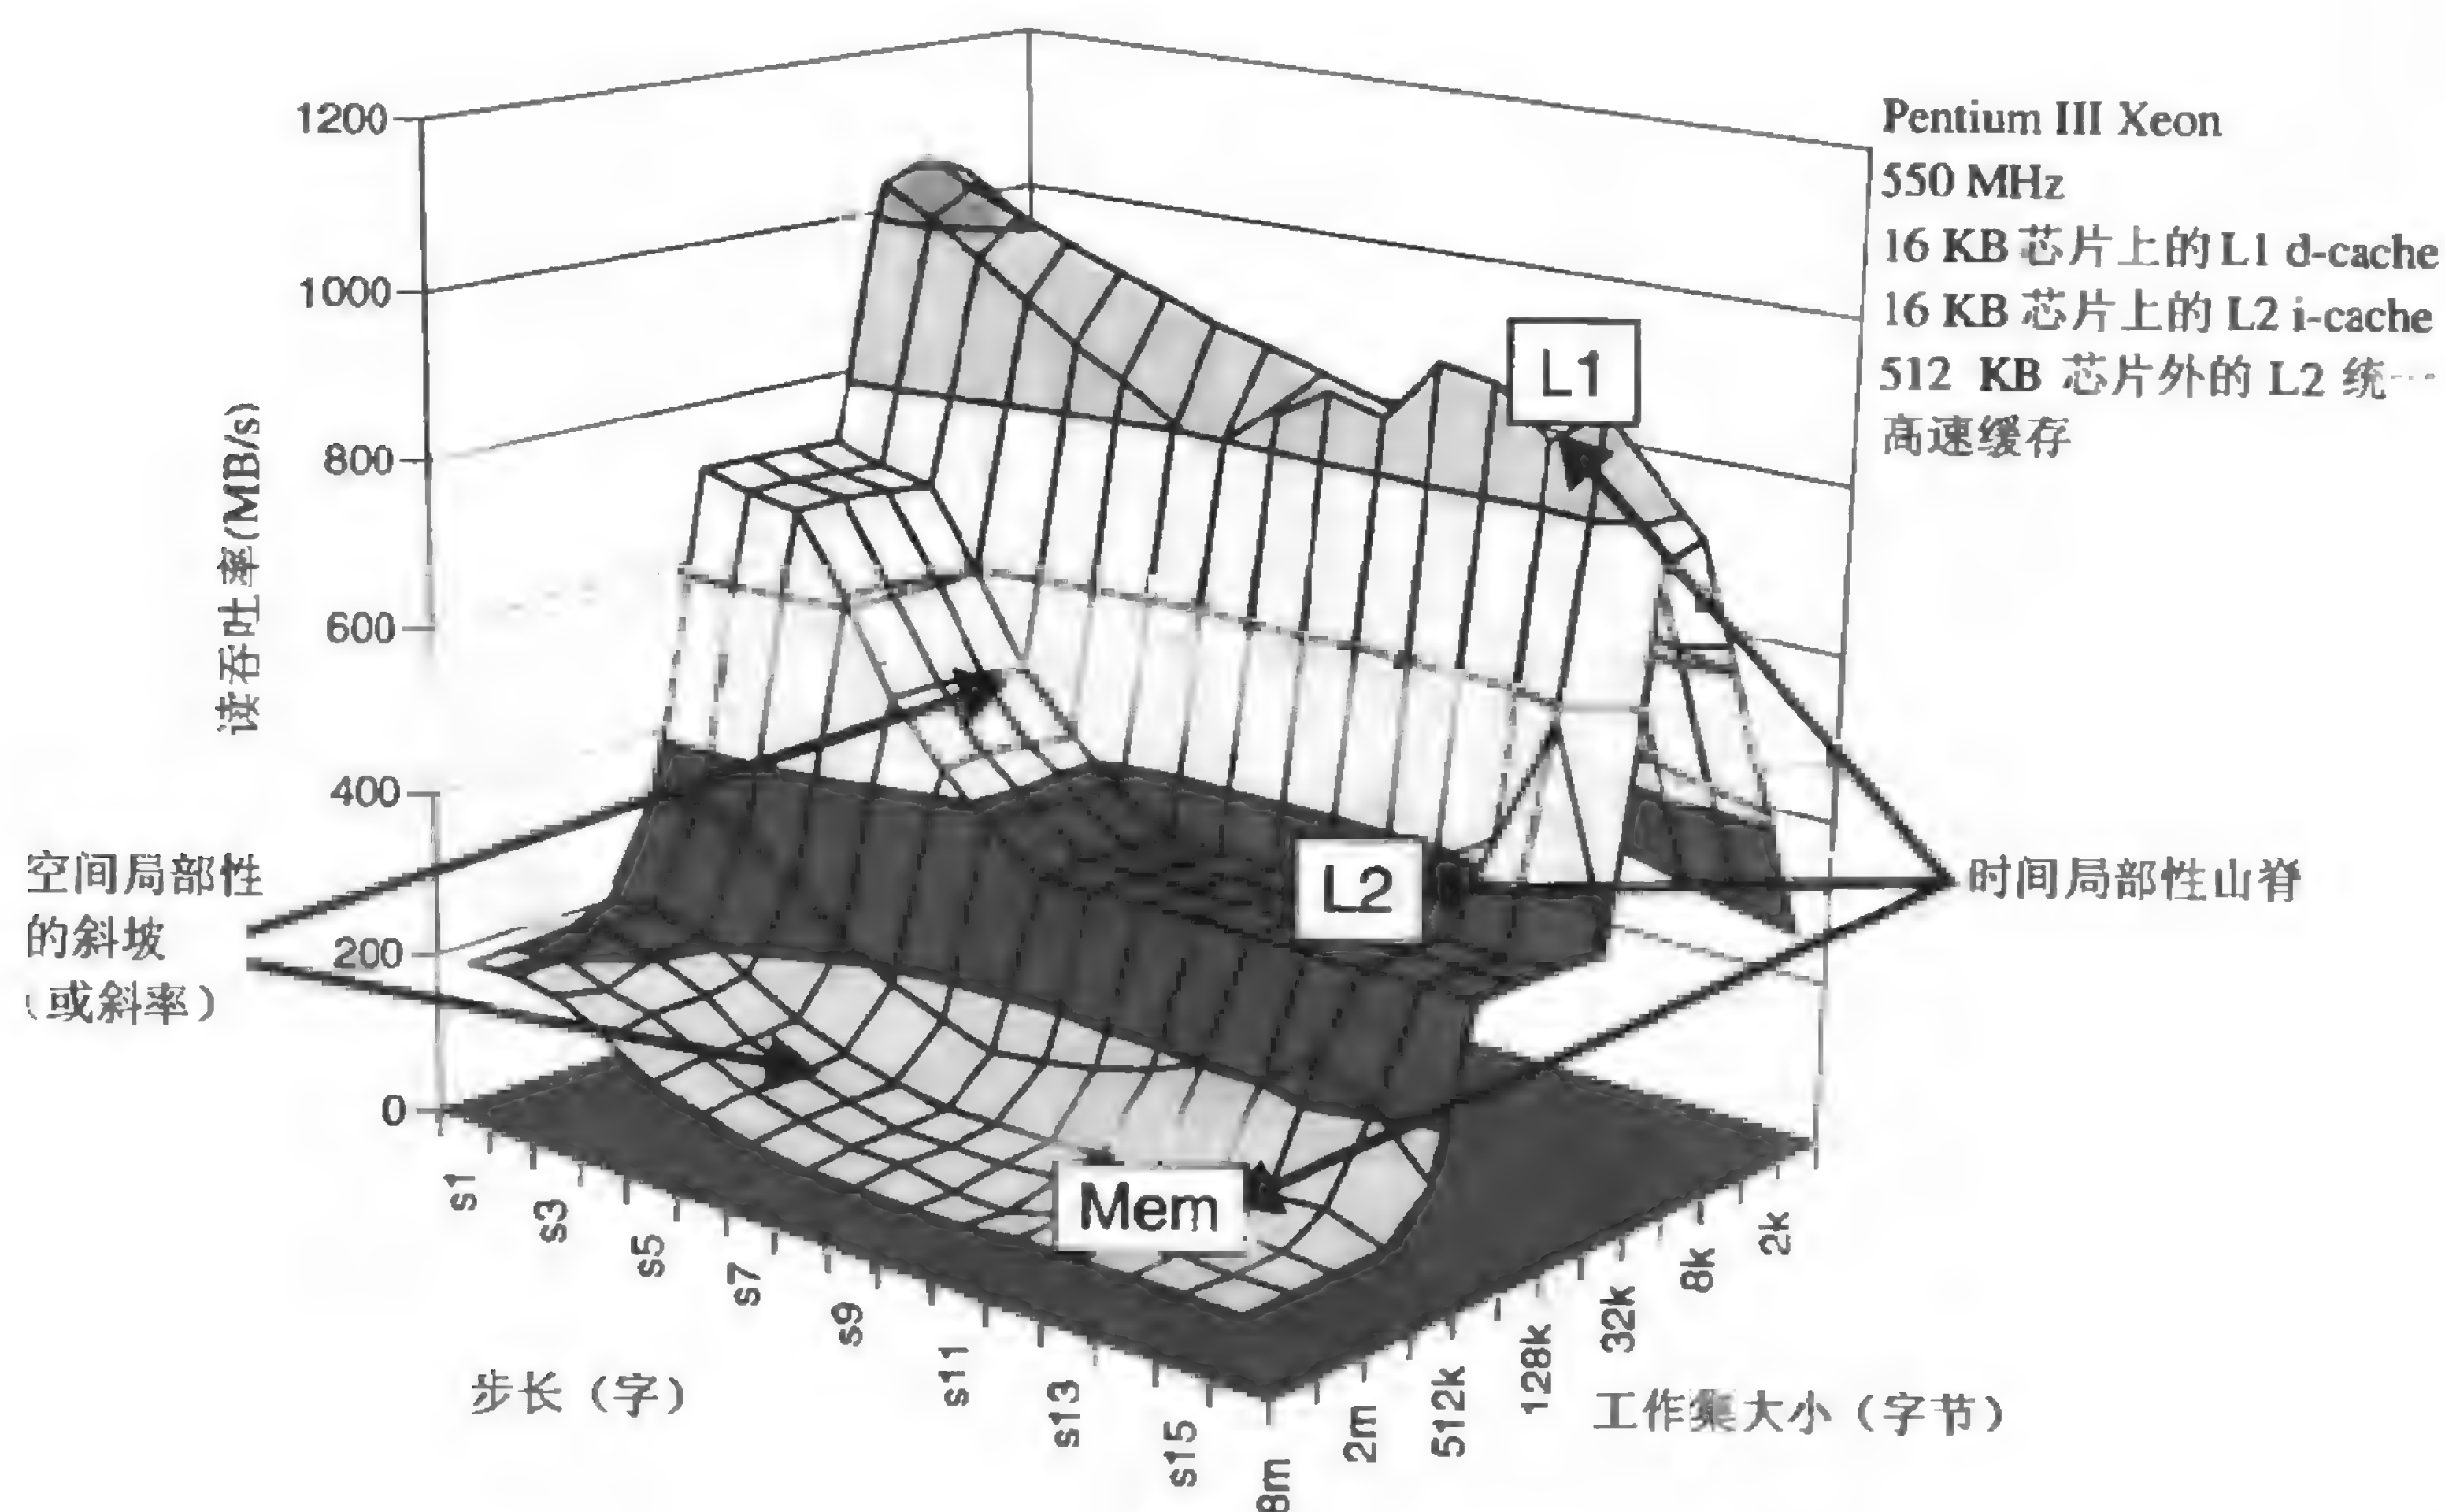 1200
1000
800
600
400
200
0
读吞吐率(MB/s)
Pentium III Xeon
550 MHz
16 KB 芯片上的 L1 d-cache
16 KB 芯片上的 L2 i-cache
512 KB 芯片外的 L2 统一
高速缓存
L1
L2
Mem
空间局部性
的斜坡
(或斜率)
时间局部性山脊
s1
s3
s5
s7
s9
s11
s13
s15
步长(字)
8m
2m
512k
128k
32k
8k
2k
工作集大小(字节)